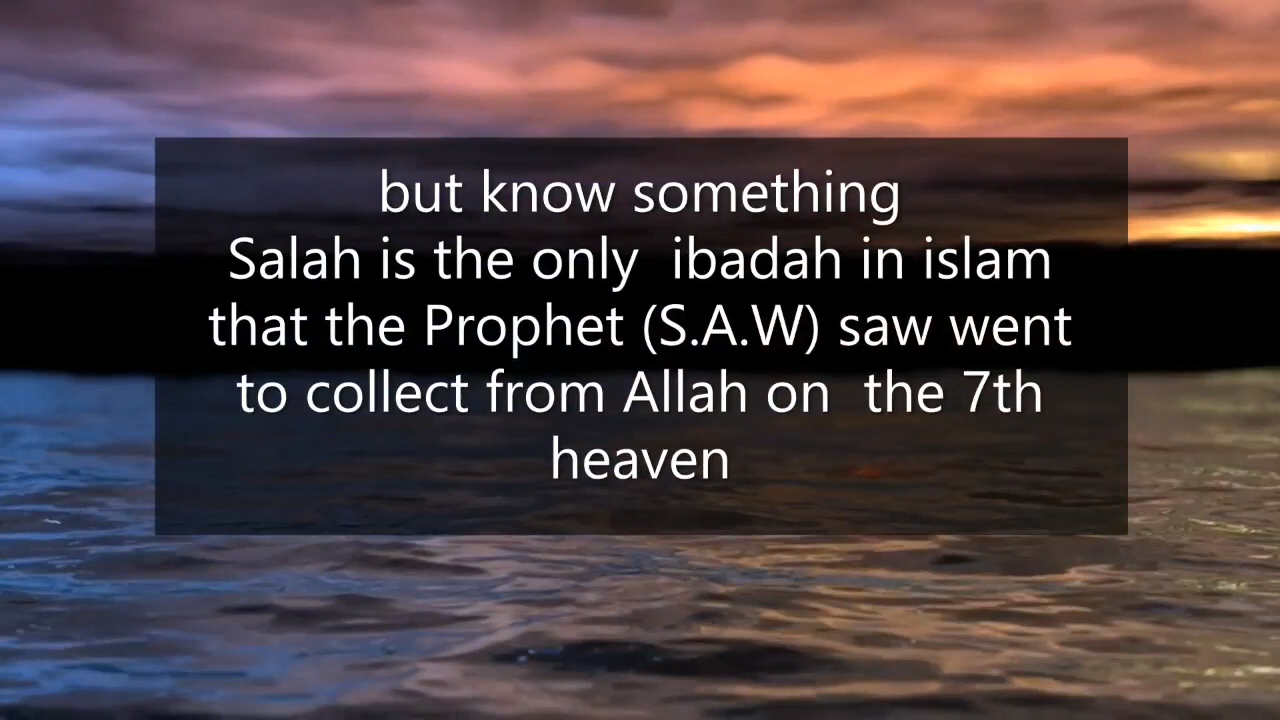 but know something
Salah is the only  ibadah in islam
that the Prophet (S.A.W) saw went
to collect from Allah on  the 7th
heaven